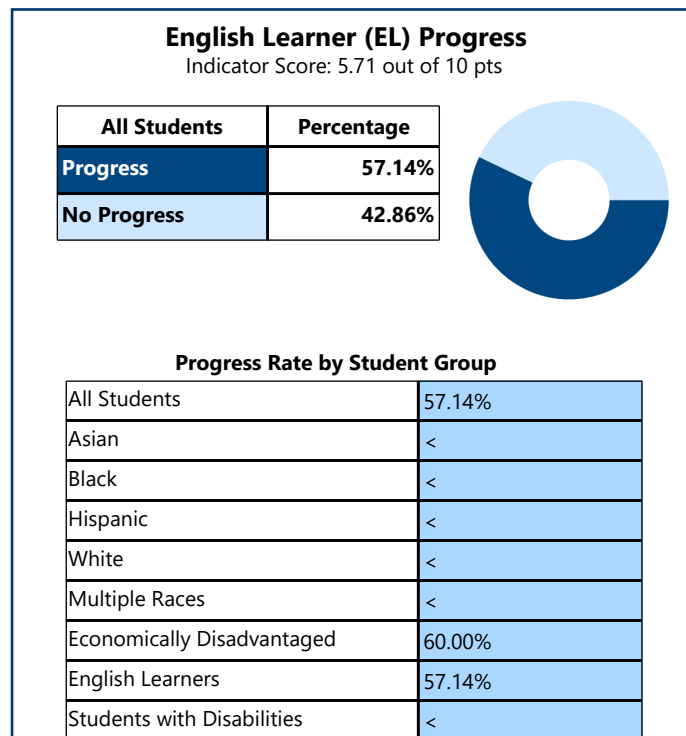 English Learner (EL) Progress
Indicator Score: 5.71 out of 10 pts
All Students Percentage
Progress 57.14%
No Progress 42.86%
Progress Rate by Student Group
All Students 57.14%
Asian <
Black <
Hispanic <
White <
Multiple Races <
Economically Disadvantaged 60.00%
English Learners 57.14%
Students with Disabilities <